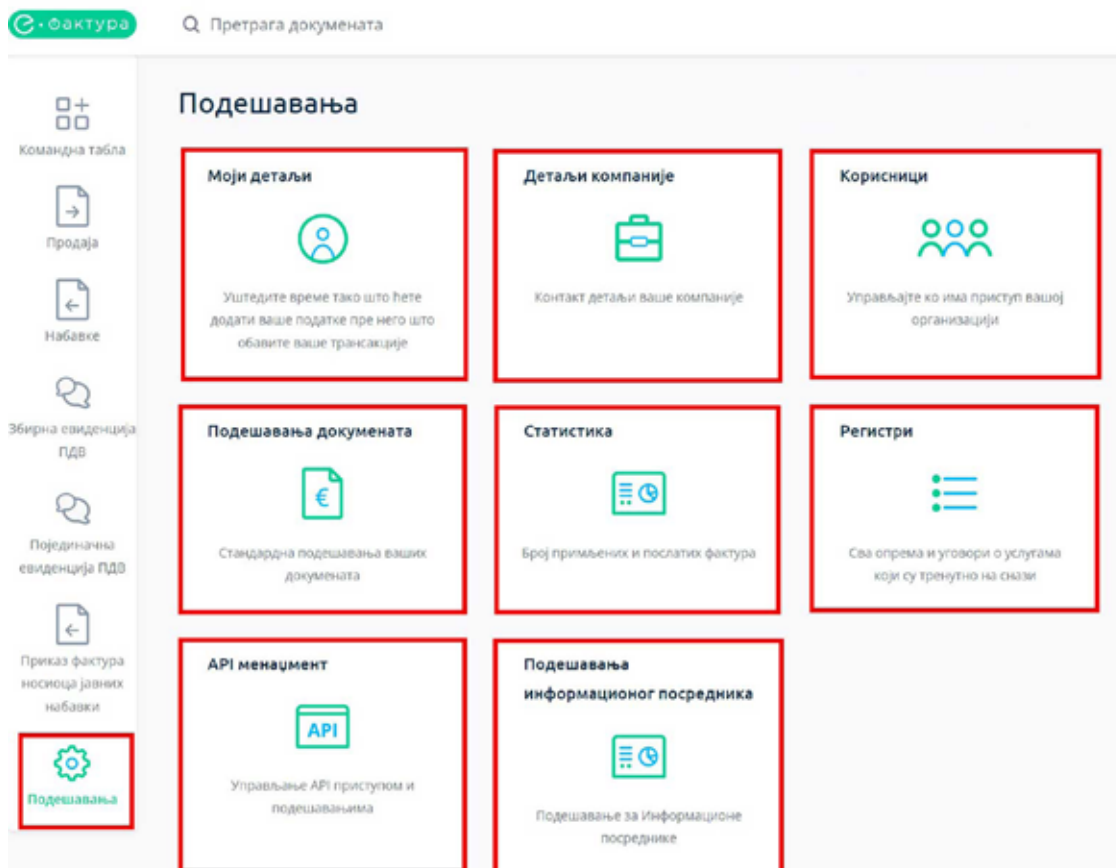 е-Фактура
Претрага докумената
Командна табла
Продаја
Набавке
Збирна евиденција
ПДВ
Појединачна
евиденција ПДВ
Приказ фактура
носиоца јавних
набавки
Подешавања
Подешавања
Моји детаљи
Уштедите време тако што ћете
додати ваше податке пре него што
обавите ваше трансакције
Детаљи компаније
Контакт детаљи ваше компаније
Корисници
Управљајте ко има приступ вашој
организацији
Подешавања докумената
€
Стандардна подешавања ваших
докумената
Статистика
Број примљених и послатих фактура
Регистри
Сва опрема и уговори о услугама
који су тренутно на снази
API менаџмент
API
Управљање API приступом и
подешавањима
Подешавања
информационог посредника
Подешавање за Информационе
посреднике